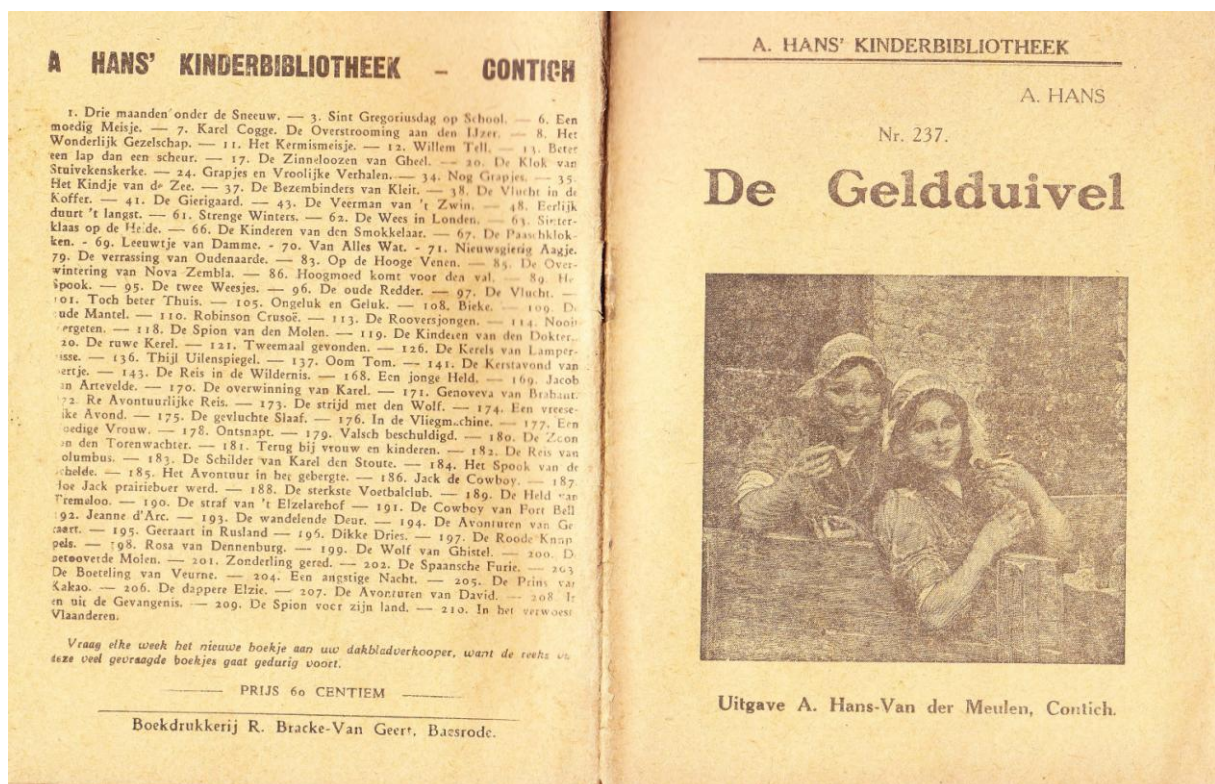 A HANS' KINDERBIBLIOTHEEK - CONTICH
1. Drie maanden onder de Sneeuw. — 3. Sint Gregoriusdag op School. — 6. Een
moedig Meisje. — 7. Karel Cogge. De Overstrooming aan den IJzer. — 8. Het
Wonderlijk Gezelschap. — 11. Het Kermismeisje. — 12. Willem Tell. — 13. Beter
een lap dan een scheur. — 17. De Zinneloozen van Gheel. — 20. De Klok van
Stuivekenskerke. — 24. Grapjes en Vroolijke Verhalen. — 34. Nog Grapjes. — 35.
Het Kindje van de Zee. — 37. De Bezembinders van Kleit. — 38. De Vlucht in de
Koffer. — 41. De Gierigaard. — 43. De Veerman van 't Zwin. — 48. Eerlijk
duurt 't langst. — 61. Strenge Winters. — 62. De Wees in Londen. — 63. Sinter-
klaas op de Heide. — 66. De Kinderen van den Smokkelaar. — 67. De Paaschklok-
ken. - 69. Leeuwtje van Damme. - 70. Van Alles Wat. - 71. Nieuwsgierig Aagje.
79. De verrassing van Oudenaarde. — 83. Op de Hooge Venen. — 85. De Over-
wintering van Nova Zembla. — 86. Hoogmoed komt voor den val. — 89. He
Spook. — 95. De twee Weesjes. — 96. De oude Redder. — 97. De Vlucht. —
101. Toch beter Thuis. — 105. Ongeluk en Geluk. — 108. Bieke. — 109. De
ude Mantel. — 110. Robinson Crusoë. — 113. De Rooversjongen. — 114. Nooit
ergeten. — 118. De Spion van den Molen. — 119. De Kinderen van den Dokter.
20. De ruwe Kerel. — 121. Tweemaal gevonden. — 126. De Kerels van Lamper-
isse. — 136. Thijl Uilenspiegel. — 137. Oom Tom. — 141. De Kerstavond van
ertje. — 143. De Reis in de Wildernis. — 168. Een jonge Held. — 169. Jacob
an Artevelde. — 170. De overwinning van Karel. — 171. Genoveva van Brabant.
72. Re Avontuurlijke Reis. — 173. De strijd met den Wolf. — 174. Een vreese-
ike Avond. — 175. De gevluchte Slaaf. — 176. In de Vliegmachine. — 177. Een
oedige Vrouw. — 178. Ontsnapt. — 179. Valsch beschuldigd. — 180. De Zoon
an den Torenwachter. — 181. Terug bij vrouw en kinderen. — 182. De Reis van
olumbus. — 183. De Schilder van Karel den Stoute. — 184. Het Spook van de
chelde. — 185. Het Avontuur in het gebergte. — 186. Jack de Cowboy. — 187.
Hoe Jack prairieboer werd. — 188. De sterkste Voetbalclub. — 189. De Held van
Tremeloo. — 190. De straf van 't Elzelarehof — 191. De Cowboy van Fort Bell
192. Jeanne d'Arc. — 193. De wandelende Deur. — 194. De Avonturen van Ge
raart. — 195. Geeraart in Rusland — 196. Dikke Dries. — 197. De Roode Knap
pels. — 198. Rosa van Dennenburg. — 199. De Wolf van Ghistel. — 200. D
betooverde Molen. — 201. Zonderling gered. — 202. De Spaansche Furie. — 203
De Boeteling van Veurne. — 204. Een angstige Nacht. — 205. De Prins van
Kakao. — 206. De dappere Elzie. — 207. De Avonturen van David. — 208. In
en uit de Gevangenis. — 209. De Spion voor zijn land. — 210. In het verwoest
Vlaanderen.
Vraag elke week het nieuwe boekje aan uw dakbladverkooper, want de reeks
deze veel gevraagde boekjes gaat gedurig voort.
PRIJS 60 CENTIEM
Boekdrukkerij R. Bracke-Van Geert, Baesrode.
A. HANS' KINDERBIBLIOTHEEK
A. HANS
Nr. 237.
De Geldduivel
Uitgave A. Hans-Van der Meulen, Contich.